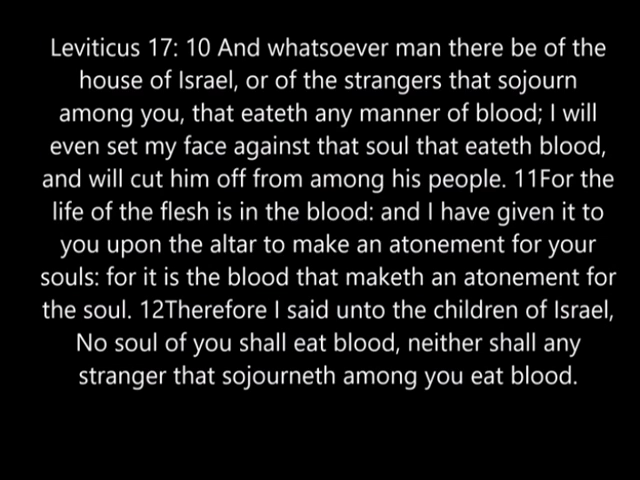 Leviticus 17: 10 And whatsoever man there be of the
house of Israel, or of the strangers that sojourn
among you, that eateth any manner of blood; I will
even set my face against that soul that eateth blood,
and will cut him off from among his people. 11For the
life of the flesh is in the blood: and I have given it to
you upon the altar to make an atonement for your
souls: for it is the blood that maketh an atonement for
the soul. 12Therefore I said unto the children of Israel,
No soul of you shall eat blood, neither shall any
stranger that sojourneth among you eat blood.